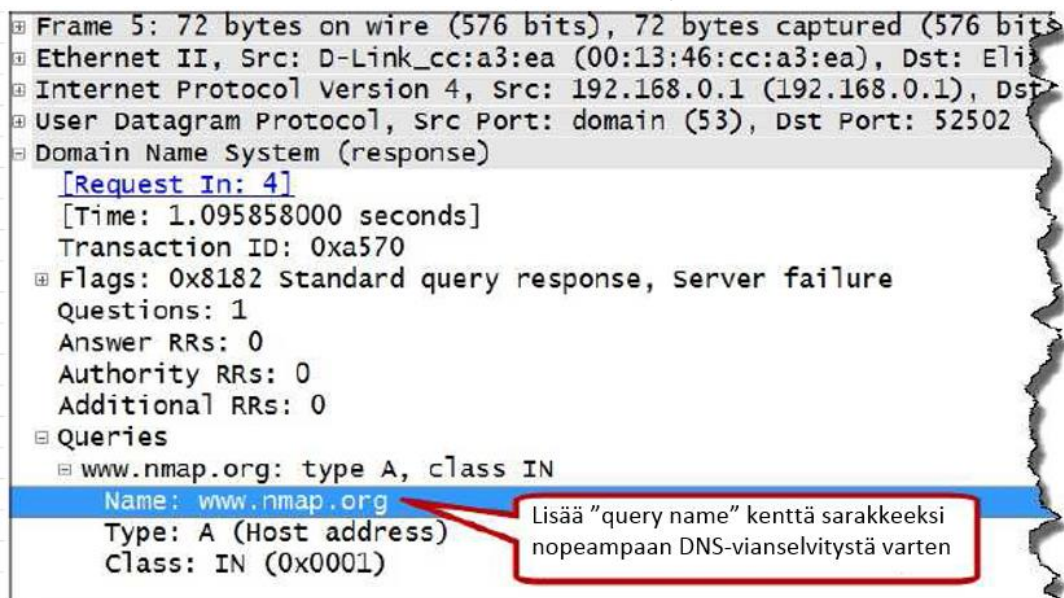 Frame 5: 72 bytes on wire (576 bits), 72 bytes captured (576 bits
Ethernet II, Src: D-Link_cc:a3:ea (00:13:46:cc:a3:ea), Dst: Eli
Internet Protocol Version 4, Src: 192.168.0.1 (192.168.0.1), Dst
User Datagram Protocol, Src Port: domain (53), Dst Port: 52502
Domain Name System (response)
[Request In: 4]
[Time: 1.095858000 seconds]
Transaction ID: 0xa570
Flags: 0x8182 Standard query response, Server failure
Questions: 1
Answer RRs: 0
Authority RRs: 0
Additional RRs: 0
Queries
www.nmap.org: type A, class IN
Name: www.nmap.org
Type: A (Host address)
Class: IN (0x0001)
Lisää ”query name” kenttä sarakkeeksi
nopeampaan DNS-vianselvitystä varten